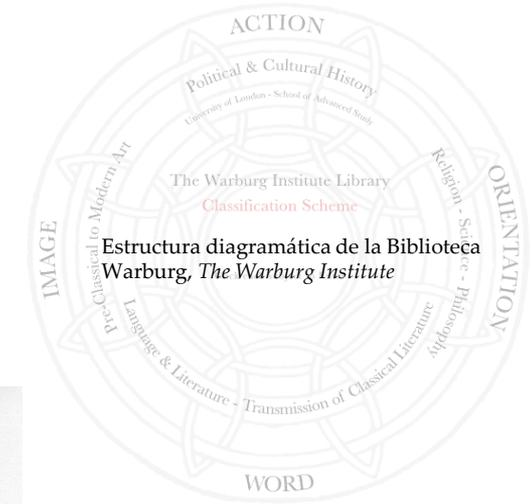 ACTION
Political & Cultural History
University of London - School of Advanced Study
The Warburg Institute Library
Classification Scheme
IMAGE
Pre-Classical to Modern Art
Religion - Science - Philosophy
ORIENTATION
Estructura diagramática de la Biblioteca
Warburg, The Warburg Institute
Language & Literature - Transmission of Classical Literature
WORD